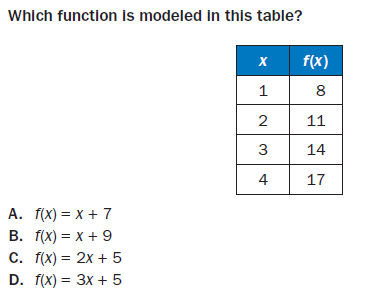 Which function is modeled in this table?
x f(x)
1 8
2 11
3 14
4 17
A. f(x) = x + 7
B. f(x) = x + 9
C. f(x) = 2x + 5
D. f(x) = 3x + 5